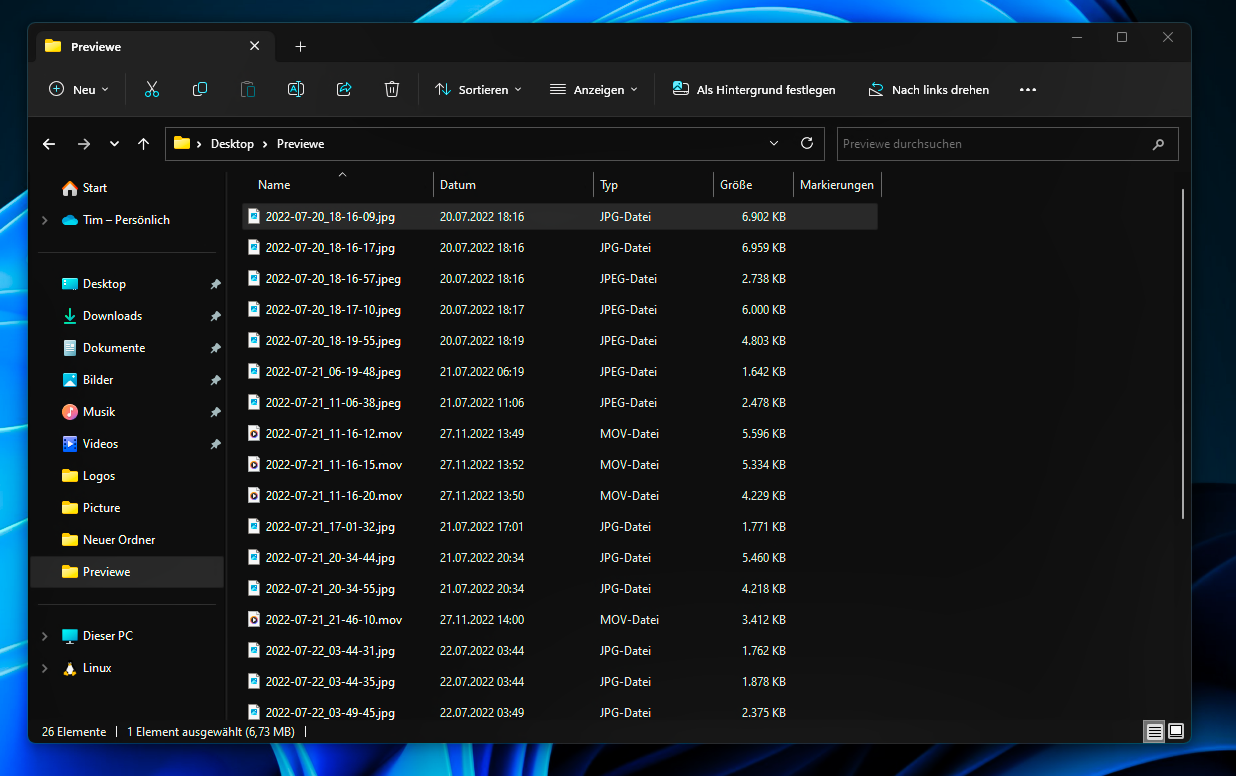 Previewe
Neu
Sortieren
Anzeigen
Als Hintergrund festlegen
Nach links drehen
Desktop Previewe
Previewe durchsuchen
Start
Tim – Persönlich
Desktop
Downloads
Dokumente
Bilder
Musik
Videos
Logos
Picture
Neuer Ordner
Previewe
Dieser PC
Linux
Name Datum Typ Größe Markierungen
2022-07-20_18-16-09.jpg 20.07.2022 18:16 JPG-Datei 6.902 KB
2022-07-20_18-16-17.jpg 20.07.2022 18:16 JPG-Datei 6.959 KB
2022-07-20_18-16-57.jpeg 20.07.2022 18:16 JPEG-Datei 2.738 KB
2022-07-20_18-17-10.jpeg 20.07.2022 18:17 JPEG-Datei 6.000 KB
2022-07-20_18-19-55.jpeg 20.07.2022 18:19 JPEG-Datei 4.803 KB
2022-07-21_06-19-48.jpeg 21.07.2022 06:19 JPEG-Datei 1.642 KB
2022-07-21_11-06-38.jpeg 21.07.2022 11:06 JPEG-Datei 2.478 KB
2022-07-21_11-16-12.mov 27.11.2022 13:49 MOV-Datei 5.596 KB
2022-07-21_11-16-15.mov 27.11.2022 13:52 MOV-Datei 5.334 KB
2022-07-21_11-16-20.mov 27.11.2022 13:50 MOV-Datei 4.229 KB
2022-07-21_17-01-32.jpg 21.07.2022 17:01 JPG-Datei 1.771 KB
2022-07-21_20-34-44.jpg 21.07.2022 20:34 JPG-Datei 5.460 KB
2022-07-21_20-34-55.jpg 21.07.2022 20:34 JPG-Datei 4.218 KB
2022-07-21_21-46-10.mov 27.11.2022 14:00 MOV-Datei 3.412 KB
2022-07-22_03-44-31.jpg 22.07.2022 03:44 JPG-Datei 1.762 KB
2022-07-22_03-44-35.jpg 22.07.2022 03:44 JPG-Datei 1.878 KB
2022-07-22_03-49-45.jpg 22.07.2022 03:49 JPG-Datei 2.375 KB
26 Elemente 1 Element ausgewählt (6,73 MB)